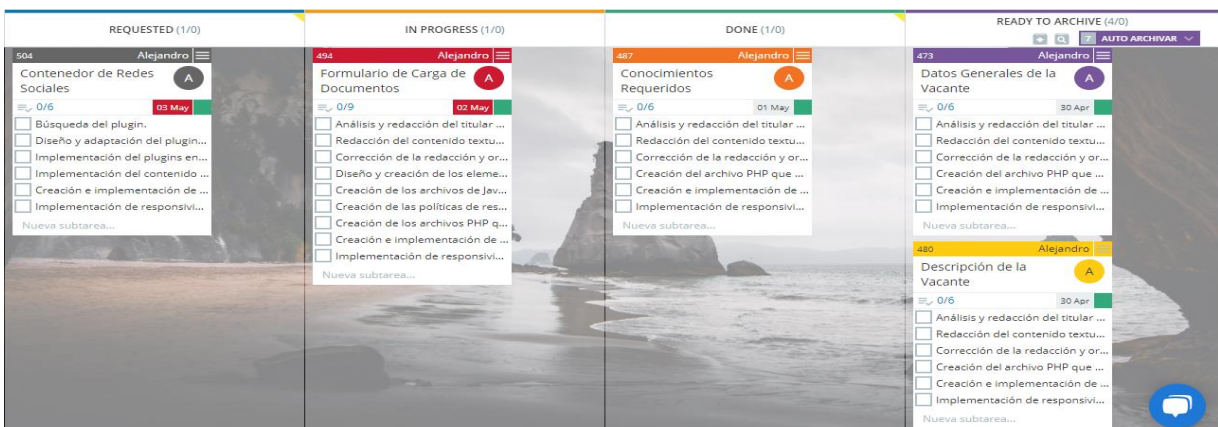 REQUESTED (1/0)
504 Alejandro
Contenedor de Redes
Sociales
A
0/6 03 May
Búsqueda del plugin.
Diseño y adaptación del plugin...
Implementación del plugins en...
Implementación del contenido ...
Creación e implementación de ...
Implementación de responsivi...
Nueva subtarea...
IN PROGRESS (1/0)
494 Alejandro
Formulario de Carga de
Documentos
A
0/9 02 May
Análisis y redacción del titular ...
Redacción del contenido textu...
Corrección de la redacción y or...
Diseño y creación de los eleme...
Creación de los archivos de Jav...
Creación de las políticas de res...
Creación de los archivos PHP q...
Creación e implementación de ...
Implementación de responsivi...
Nueva subtarea...
DONE (1/0)
487 Alejandro
Conocimientos
Requeridos
A
0/6 01 May
Análisis y redacción del titular ...
Redacción del contenido textu...
Corrección de la redacción y or...
Creación del archivo PHP que ...
Creación e implementación de ...
Implementación de responsivi...
Nueva subtarea...
READY TO ARCHIVE (4/0)
7 AUTO ARCHIVAR
473 Alejandro
Datos Generales de la
Vacante
A
0/6 30 Apr
Análisis y redacción del titular ...
Redacción del contenido textu...
Corrección de la redacción y or...
Creación del archivo PHP que ...
Creación e implementación de ...
Implementación de responsivi...
Nueva subtarea...
480 Alejandro
Descripción de la
Vacante
A
0/6 30 Apr
Análisis y redacción del titular ...
Redacción del contenido textu...
Corrección de la redacción y or...
Creación del archivo PHP que ...
Creación e implementación de ...
Implementación de responsivi...
Nueva subtarea...